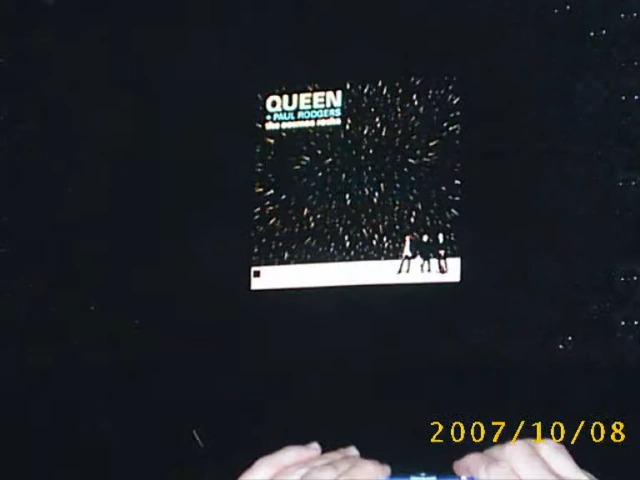 QUEEN
+ PAUL RODGERS
the cosmos rocks
2007/10/08